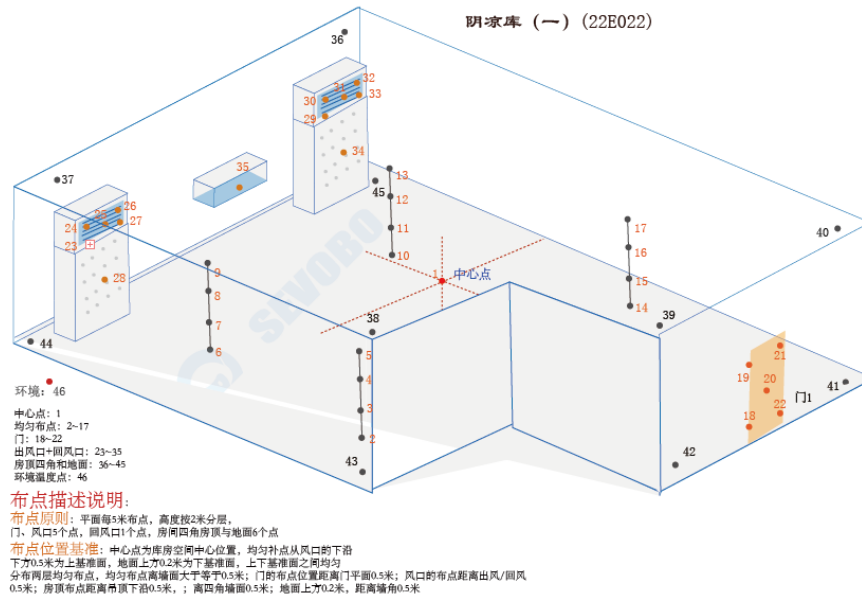 阴凉库 (一) (22E022)
36
32
31
30
33
29
34
35
37
13
45
12
26
25
24
27
17
11
40
23
16
10
9
1
中心点
28
15
8
14
38
39
7
44
6
5
21
19
4
20
41
环境: 46
门1
3
22
18
中心点: 1
均匀布点: 2~17
2
门: 18~22
42
43
出风口+回风口: 23~35
房顶四角和地面: 36~45
环境温度点: 46
SEVOBO
布点描述说明:
布点原则: 平面每5米布点, 高度按2米分层,
门、风口5个点, 回风口1个点, 房间四角房顶与地面6个点
布点位置基准: 中心点为库房空间中心位置, 均匀补点从风口的下沿
下方0.5米为上基准面, 地面上方0.2米为下基准面, 上下基准面之间均匀
分布两层均匀布点, 均匀布点离墙面大于等于0.5米; 门的布点位置距离门平面0.5米; 风口的布点距离出风/回风
0.5米; 房顶布点距离吊顶下沿0.5米, ; 离四角墙面0.5米; 地面上方0.2米, 距离墙角0.5米